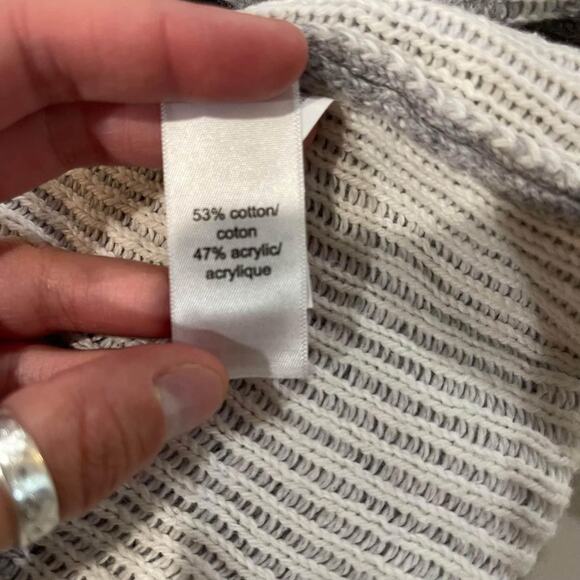 53% cotton/
coton
47% acrylic/
acrylique